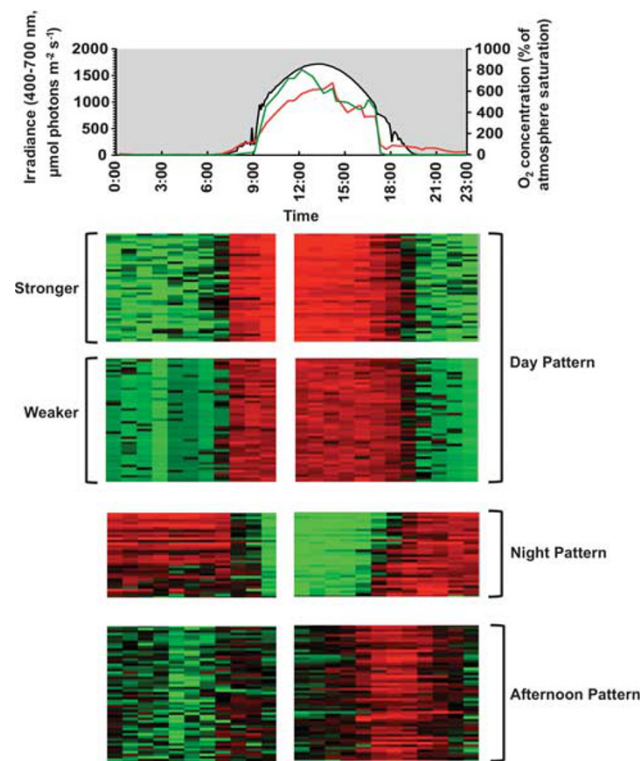 Irradiance (400-700 nm,
µmol photons m-2 s-1)
2000
1500
1000
500
0
1000
800
600
400
200
0
O2 concentration (% of
atmosphere saturation)
0:00
3:00
6:00
9:00
12:00
15:00
18:00
21:00
23:00
Time
Stronger
Weaker
Day Pattern
Night Pattern
Afternoon Pattern